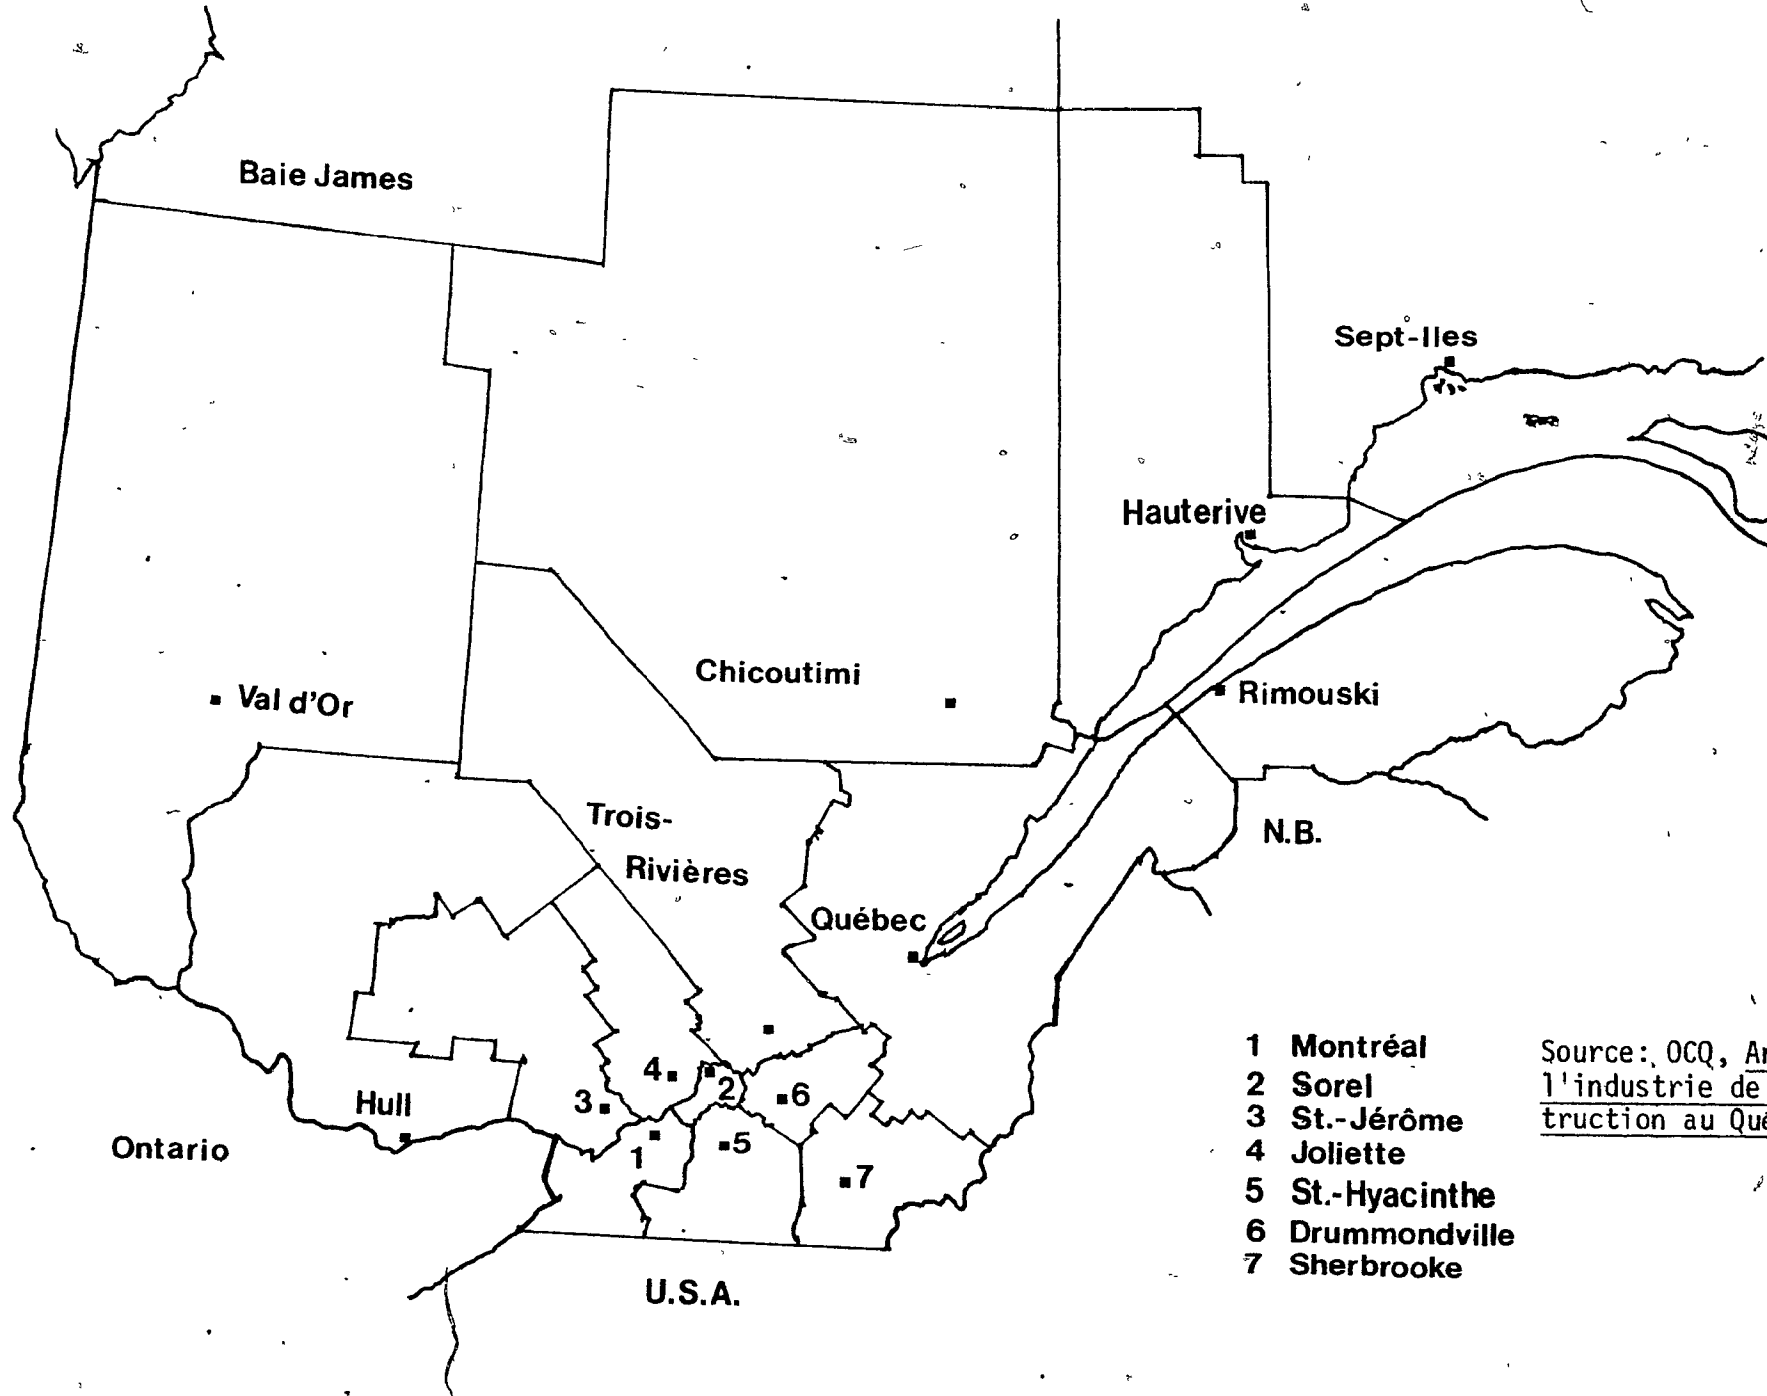 Baie James
Sept-Iles
Hauterive
Chicoutimi
Val d'Or
Rimouski
Trois-
Rivières
N.B.
Québec
4
2
3
6
Hull
1
5
7
Ontario
U.S.A.
1 Montréal
2 Sorel
3 St.-Jérôme
4 Joliette
5 St.-Hyacinthe
6 Drummondville
7 Sherbrooke
Source: OCQ,
l'industrie de
truction au